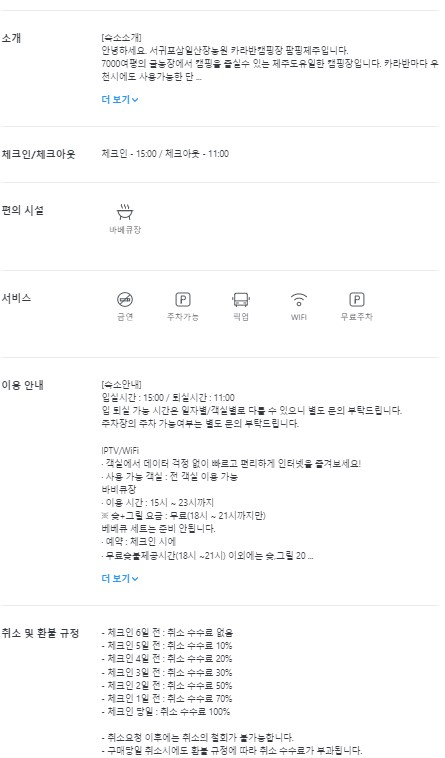 소개
[숙소소개]
안녕하세요. 서귀포삼일산장농원 카라반캠핑장 팜핑제주입니다.
7000여평의 귤농장에서 캠핑을 즐실수 있는 제주도유일한 캠핑장입니다. 카라반마다 우
천시에도 사용가능한 단 ...
더 보기
체크인/체크아웃
체크인 - 15:00 / 체크아웃 - 11:00
편의 시설
바베큐장
서비스
금연 주차가능 픽업 WIFI 무료주차
이용 안내
[숙소안내]
입실시간 : 15:00 / 퇴실시간 : 11:00
입 퇴실 가능 시간은 일자별/객실별로 다를 수 있으니 별도 문의 부탁드립니다.
주차장의 주차 가능여부는 별도 문의 부탁드립니다.
IPTV/WiFi
· 객실에서 데이터 걱정 없이 빠르고 편리하게 인터넷을 즐겨보세요!
· 사용 가능 객실 : 전 객실 이용 가능
바비큐장
· 이용 시간 : 15시 ~ 23시까지
※ 숯+그릴 요금 : 무료(18시 ~ 21시까지만)
베베큐 세트는 준비 안됩니다.
· 예약 : 체크인 시에
· 무료숯불제공시간(18시 ~21시) 이외에는 숯.그릴 20 ...
더 보기
취소 및 환불 규정
- 체크인 6일 전 : 취소 수수료 없음
- 체크인 5일 전 : 취소 수수료 10%
- 체크인 4일 전 : 취소 수수료 20%
- 체크인 3일 전 : 취소 수수료 30%
- 체크인 2일 전 : 취소 수수료 50%
- 체크인 1일 전 : 취소 수수료 70%
- 체크인 당일 : 취소 수수료 100%
- 취소요청 이후에는 취소의 철회가 불가능합니다.
- 구매당일 취소시에도 환불 규정에 따라 취소 수수료가 부과됩니다.